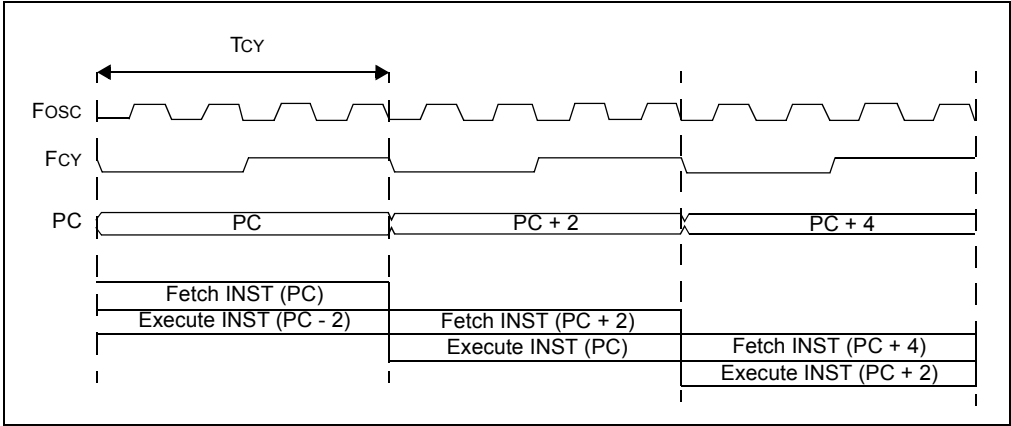 TCY
FOSC
FCY
PC PC PC + 2 PC + 4
Fetch INST (PC)
Execute INST (PC - 2) Fetch INST (PC + 2)
Execute INST (PC) Fetch INST (PC + 4)
Execute INST (PC + 2)